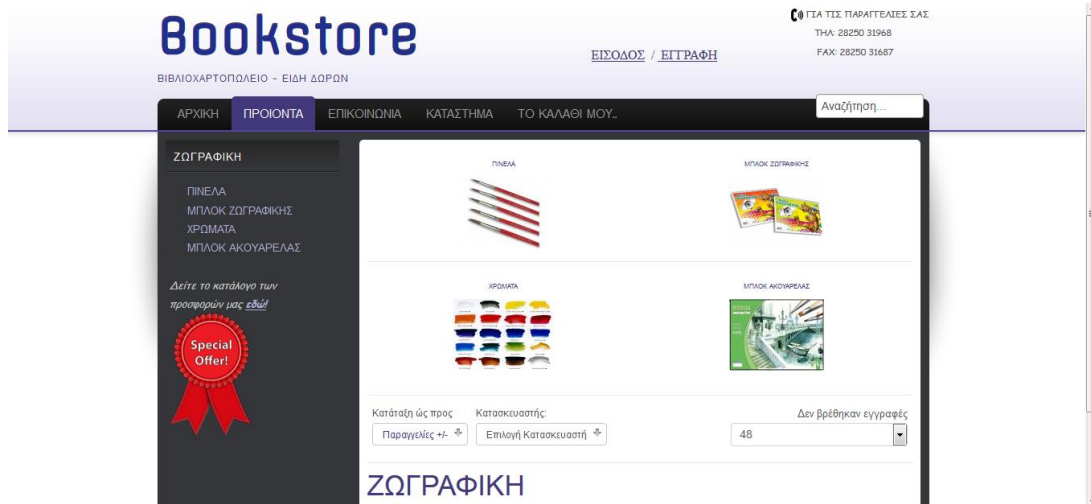 Bookstore
ΒΙΒΛΙΟΧΑΡΤΟΠΩΛΕΙΟ - ΕΙΔΗ ΔΩΡΩΝ
ΕΙΣΟΔΟΣ / ΕΓΓΡΑΦΗ
ΓΙΑ ΤΙΣ ΠΑΡΑΓΓΕΛΙΕΣ ΣΑΣ
ΤΗΛ: 28250 31968
FAX: 28250 31687
ΑΡΧΙΚΗ ΠΡΟΙΟΝΤΑ ΕΠΙΚΟΙΝΩΝΙΑ ΚΑΤΑΣΤΗΜΑ ΤΟ ΚΑΛΑΘΙ ΜΟΥ.. Αναζήτηση...
ΖΩΓΡΑΦΙΚΗ
ΠΙΝΕΛΑ
ΜΠΛΟΚ ΖΩΓΡΑΦΙΚΗΣ
ΧΡΩΜΑΤΑ
ΜΠΛΟΚ ΑΚΟΥΑΡΕΛΑΣ
Δείτε το κατάλογο των
προσφορών μας εδώ!
Special
Offer!
ΠΙΝΕΛΑ ΜΠΛΟΚ ΖΩΓΡΑΦΙΚΗΣ
ΧΡΩΜΑΤΑ ΜΠΛΟΚ ΑΚΟΥΑΡΕΛΑΣ
Κατάταξη ώς προς Κατασκευαστής: Δεν βρέθηκαν εγγραφές
Παραγγελίες +/- Επιλογή Κατασκευαστή 48
ΖΩΓΡΑΦΙΚΗ